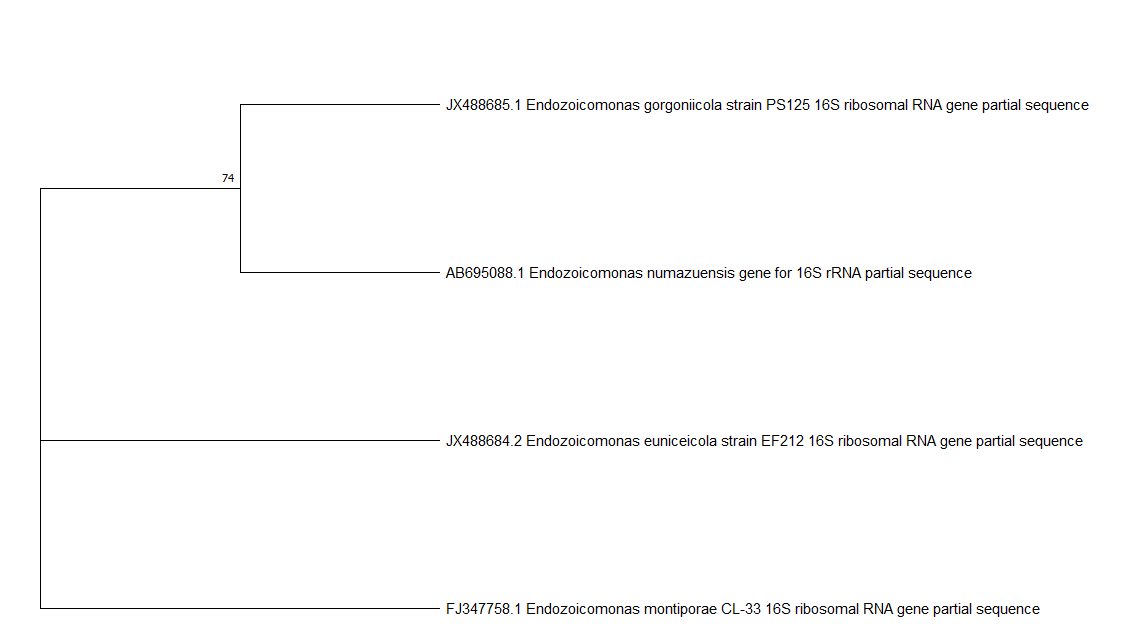 JX488685.1 Endozoicomonas gorgoniicola strain PS125 16S ribosomal RNA gene partial sequence
74
AB695088.1 Endozoicomonas numazuensis gene for 16S rRNA partial sequence
JX488684.2 Endozoicomonas euniceicola strain EF212 16S ribosomal RNA gene partial sequence
FJ347758.1 Endozoicomonas montiporae CL-33 16S ribosomal RNA gene partial sequence